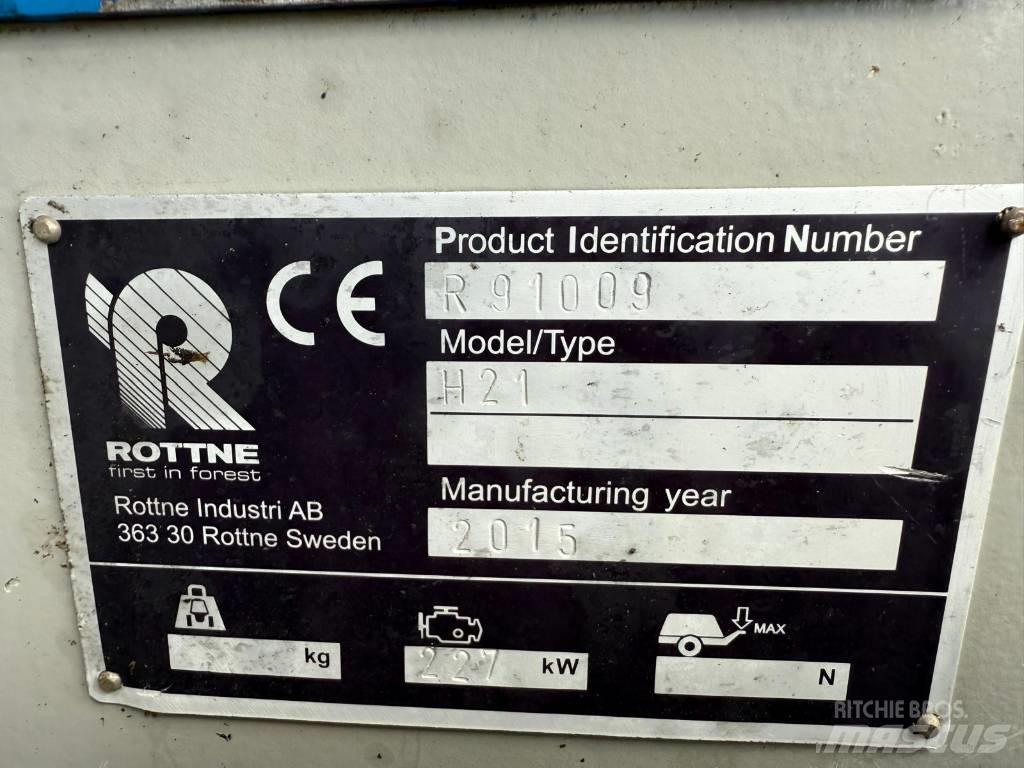 Product Identification Number
R91009
CE
Model/Type
H21
ROTTNE
first in forest
Manufacturing year
Rottne Industri AB
2015
363 30 Rottne Sweden
MAX
kg
227 kW
N
RITCHIE BROS.
MASCUS